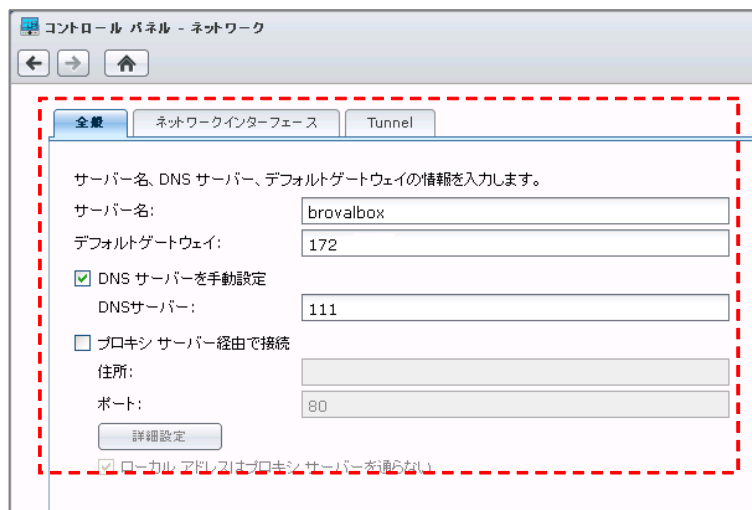 コントロール パネル - ネットワーク
全般 ネットワークインターフェース Tunnel
サーバー名、DNS サーバー、デフォルトゲートウェイの情報を入力します。
サーバー名: brovalbox
デフォルトゲートウェイ: 172
DNS サーバーを手動設定
DNSサーバー: 111
プロキシ サーバー経由で接続
住所:
ポート: 80
詳細設定
ローカル アドレスはプロキシ サーバーを通らない